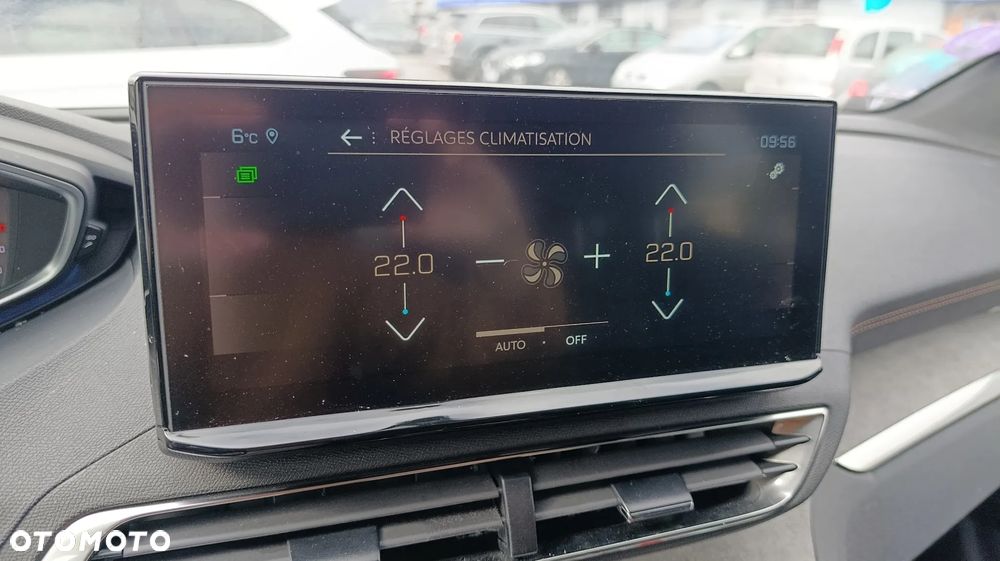 6°C
RÉGLAGES CLIMATISATION
09:56
22.0
22.0
AUTO
OFF
OTOMOTO